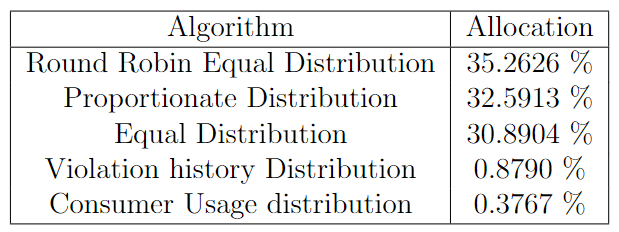 Algorithm Allocation
Round Robin Equal Distribution 35.2626 %
Proportionate Distribution 32.5913 %
Equal Distribution 30.8904 %
Violation history Distribution 0.8790 %
Consumer Usage distribution 0.3767 %